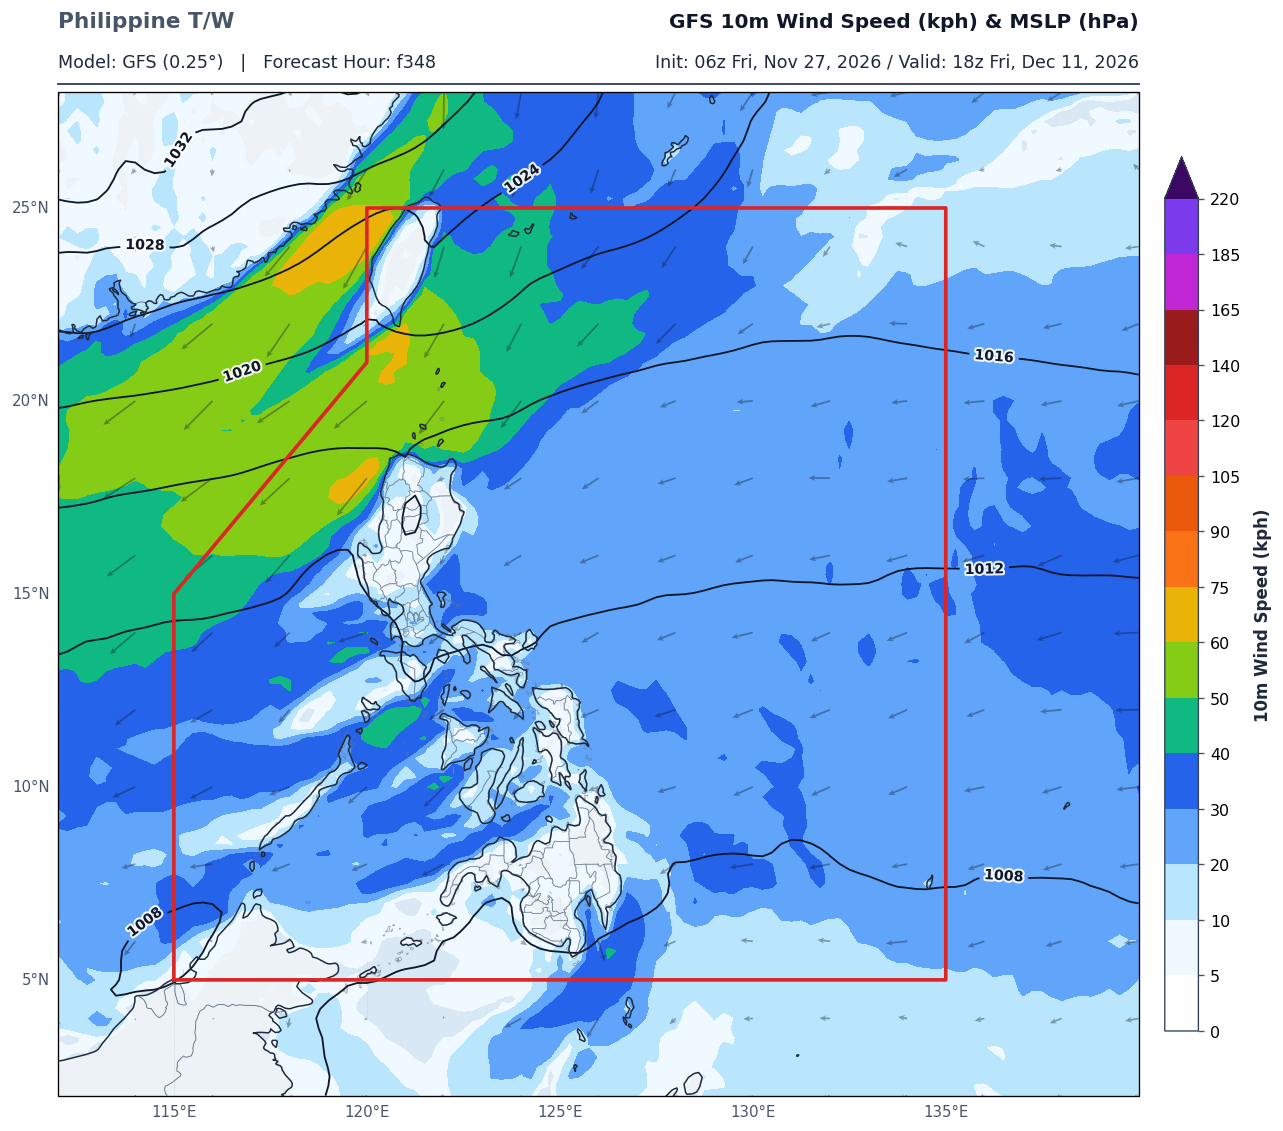 Philippine T/W
GFS 10m Wind Speed (kph) & MSLP (hPa)
Model: GFS (0.25°) | Forecast Hour: f348
Init: 06z Fri, Nov 27, 2026 / Valid: 18z Fri, Dec 11, 2026
1032
1024
1028
1020
1016
1012
1008
1008
25°N
20°N
15°N
10°N
5°N
115°E
120°E
125°E
130°E
135°E
220
185
165
140
120
105
90
75
60
50
40
30
20
10
5
0
10m Wind Speed (kph)